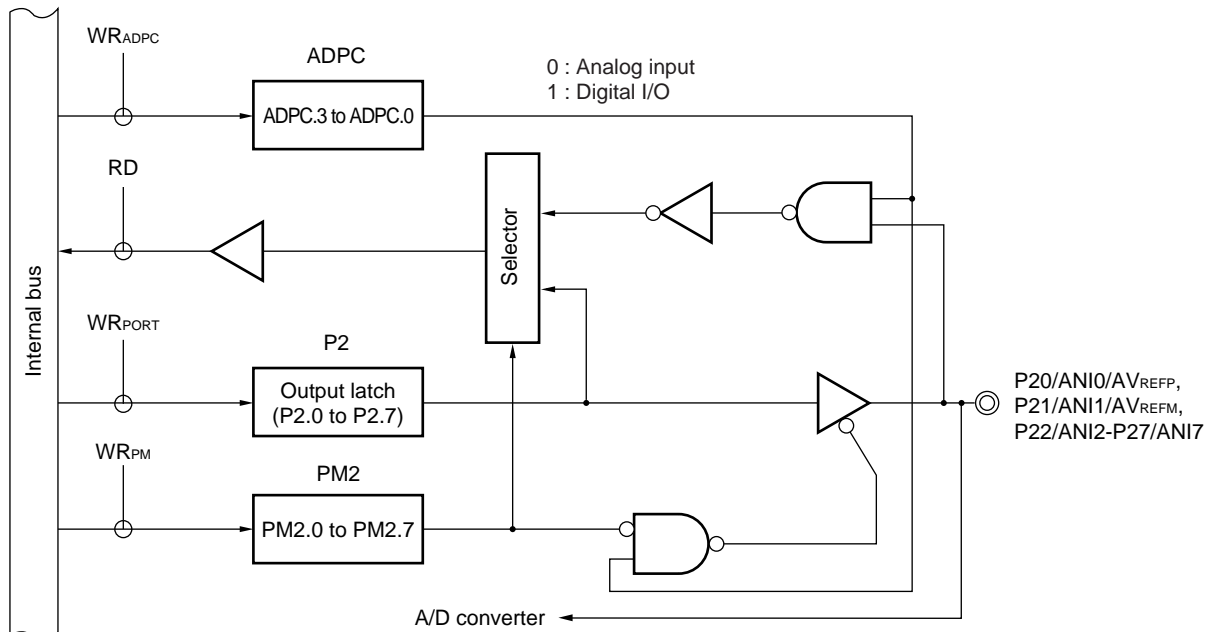 WRADPC
ADPC
0 : Analog input
1 : Digital I/O
ADPC.3 to ADPC.0
RD
Selector
Internal bus
WRPORT
P2
Output latch
(P2.0 to P2.7)
P20/ANI0/AVREFP,
P21/ANI1/AVREFM,
P22/ANI2-P27/ANI7
WRPM
PM2
PM2.0 to PM2.7
A/D converter